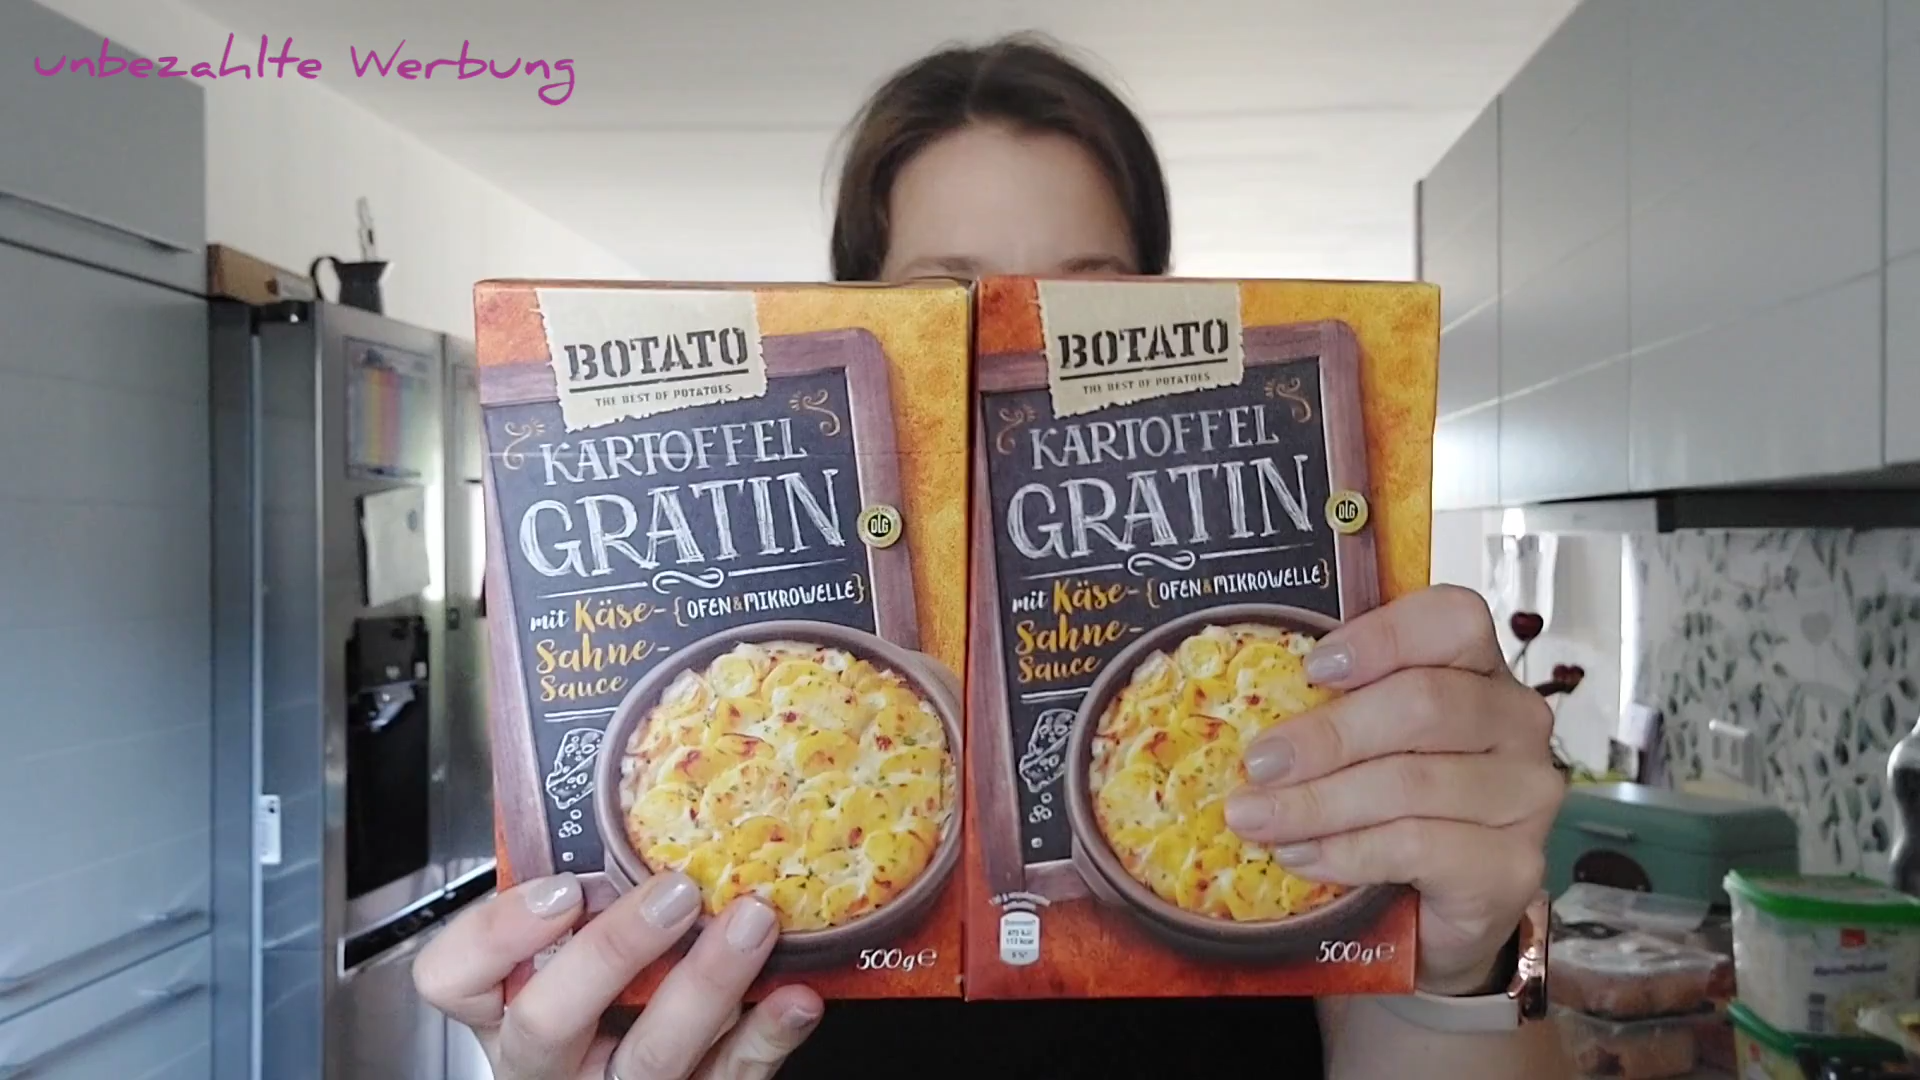 unbezahlte Werbung
BOTATO
THE BEST OF POTATOES
KARTOFFEL
GRATIN
DLG
mit Käse-
{OFEN&MIKROWELLE}
Sahne-
Sauce
500g e
BOTATO
THE BEST OF POTATOES
KARTOFFEL
GRATIN
DLG
mit Käse-
{OFEN&MIKROWELLE}
Sahne-
Sauce
500g e